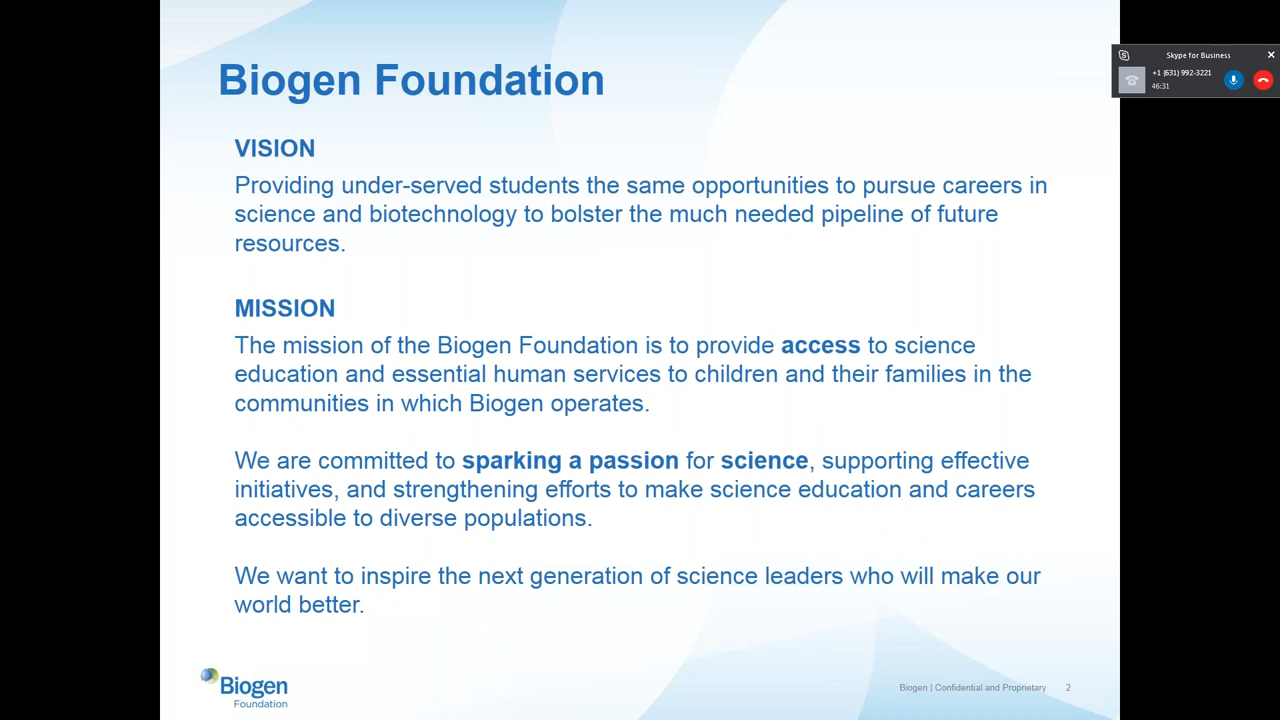 Biogen Foundation
VISION
Providing under-served students the same opportunities to pursue careers in
science and biotechnology to bolster the much needed pipeline of future
resources.
MISSION
The mission of the Biogen Foundation is to provide access to science
education and essential human services to children and their families in the
communities in which Biogen operates.
We are committed to sparking a passion for science, supporting effective
initiatives, and strengthening efforts to make science education and careers
accessible to diverse populations.
We want to inspire the next generation of science leaders who will make our
world better.
Biogen
Foundation
Biogen | Confidential and Proprietary 2
Skype for Business
+1 (631) 992-3221
46:31